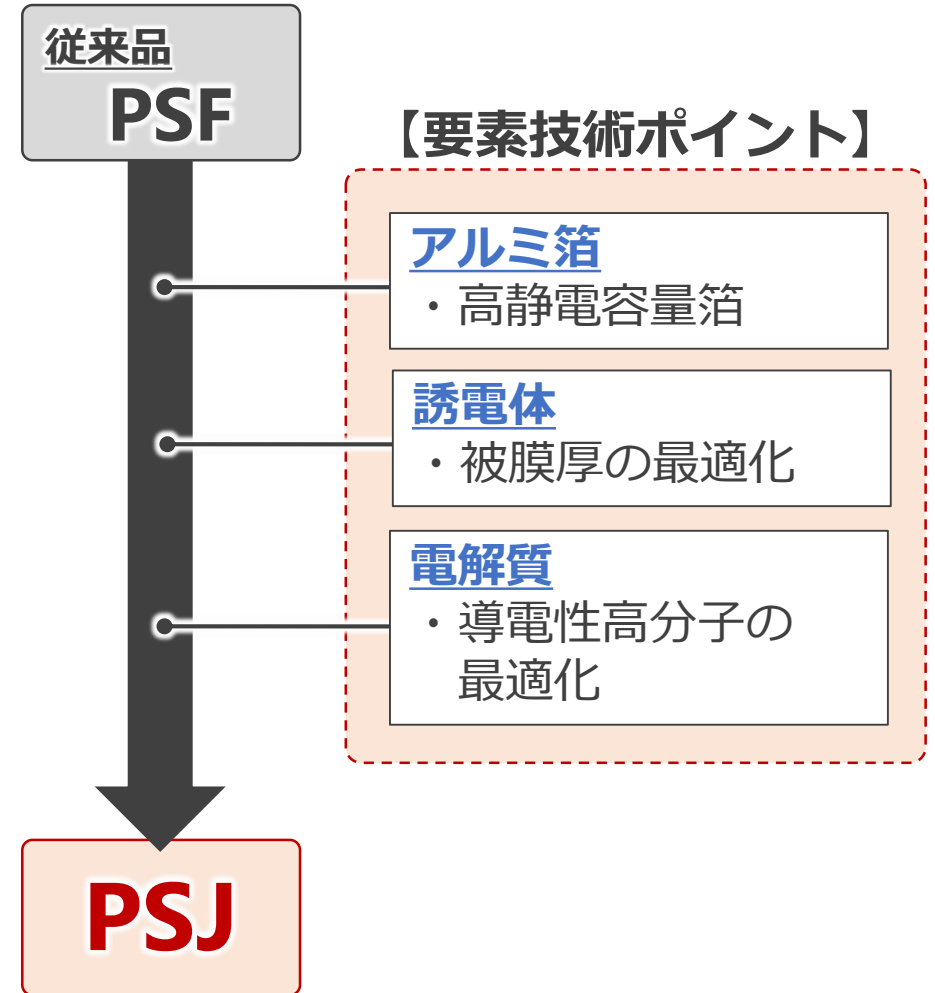 従来品
PSF
【要素技術ポイント】
アルミ箔
・高静電容量箔
誘電体
・被膜厚の最適化
電解質
・導電性高分子の
最適化
PSJ